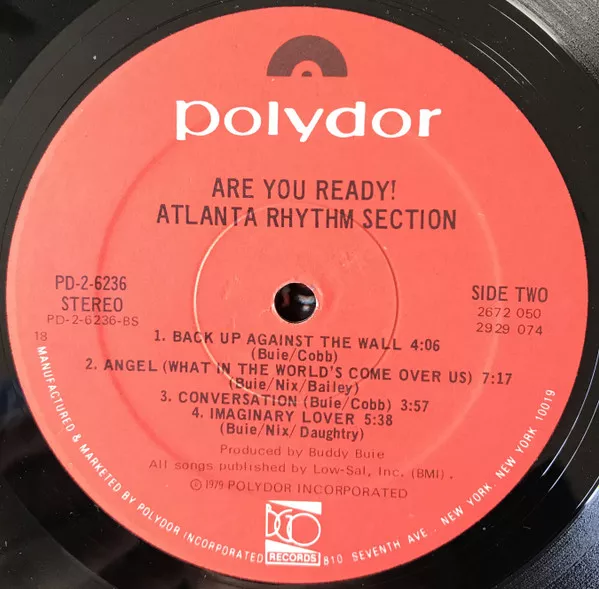 polydor
ARE YOU READY!
ATLANTA RHYTHM SECTION
PD-2-6236
STEREO
PD-2-6236-BS
18
SIDE TWO
2672 050
2929 074
1. BACK UP AGAINST THE WALL 4:06
(Buie/Cobb)
2. ANGEL (WHAT IN THE WORLD'S COME OVER US) 7:17
(Buie/Nix/Bailey)
3. CONVERSATION (Buie/Cobb) 3:57
4. IMAGINARY LOVER 5:38
(Buie/Nix/Daughtry)
Produced by Buddy Buie
All songs published by Low-Sal, Inc. (BMI).
Ⓒ1979 POLYDOR INCORPORATED
BGO
RECORDS
MANUFACTURED & MARKETED BY POLYDOR INCORPORATED 810 SEVENTH AVE., NEW YORK, NEW YORK 10019